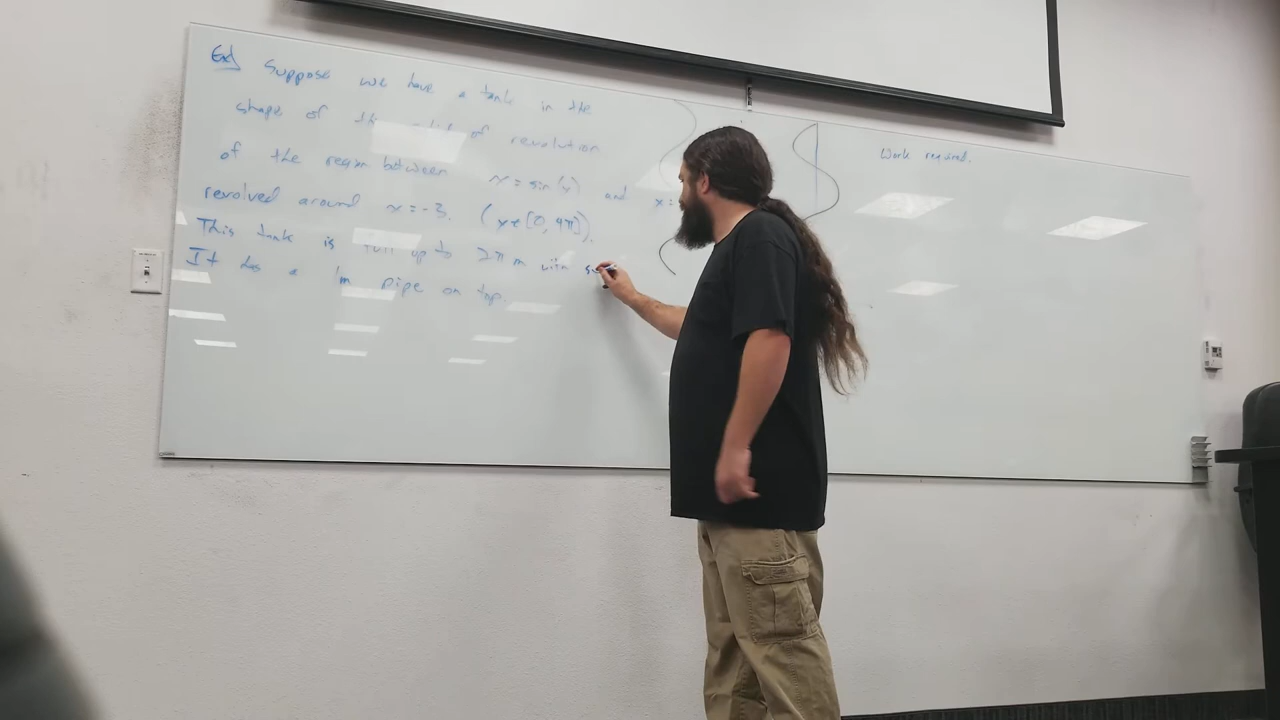 Ex) Suppose we have a tank in the
shape of the solid of revolution
of the region between x = sin(y) and x =
revolved around x = -3. (y ∈ [0, 4π]).
This tank is full up to 2π m with
It has a 1m pipe on top.
Work required.